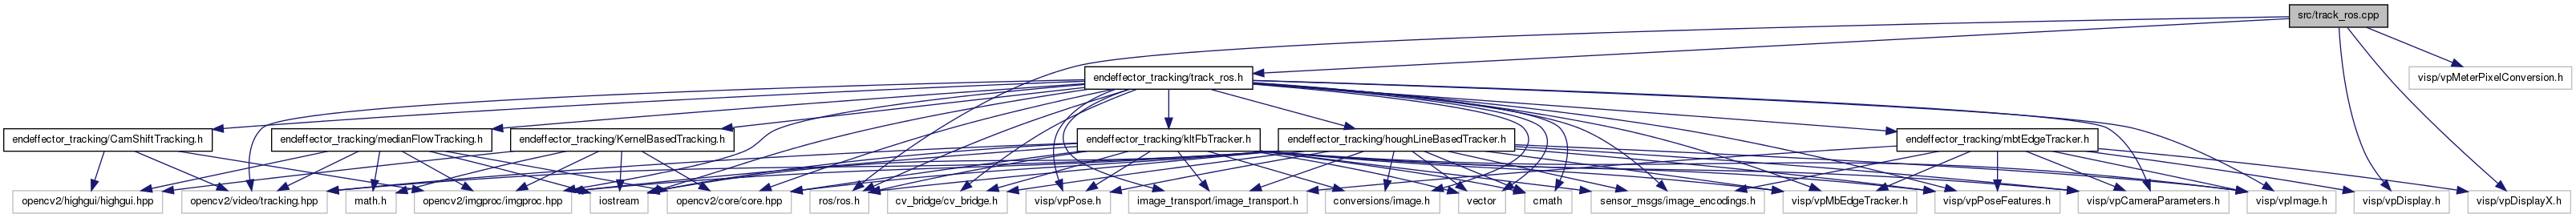 src/track_ros.cpp
endeffector_tracking/track_ros.h
visp/vpMeterPixelConversion.h
endeffector_tracking/CamShiftTracking.h
endeffector_tracking/medianFlowTracking.h
endeffector_tracking/KernelBasedTracking.h
endeffector_tracking/kltFbTracker.h
endeffector_tracking/houghLineBasedTracker.h
endeffector_tracking/mbtEdgeTracker.h
opencv2/highgui/highgui.hpp
opencv2/video/tracking.hpp
math.h
opencv2/imgproc/imgproc.hpp
iostream
opencv2/core/core.hpp
ros/ros.h
cv_bridge/cv_bridge.h
visp/vpPose.h
image_transport/image_transport.h
conversions/image.h
vector
cmath
sensor_msgs/image_encodings.h
visp/vpMbEdgeTracker.h
visp/vpPoseFeatures.h
visp/vpCameraParameters.h
visp/vpImage.h
visp/vpDisplay.h
visp/vpDisplayX.h